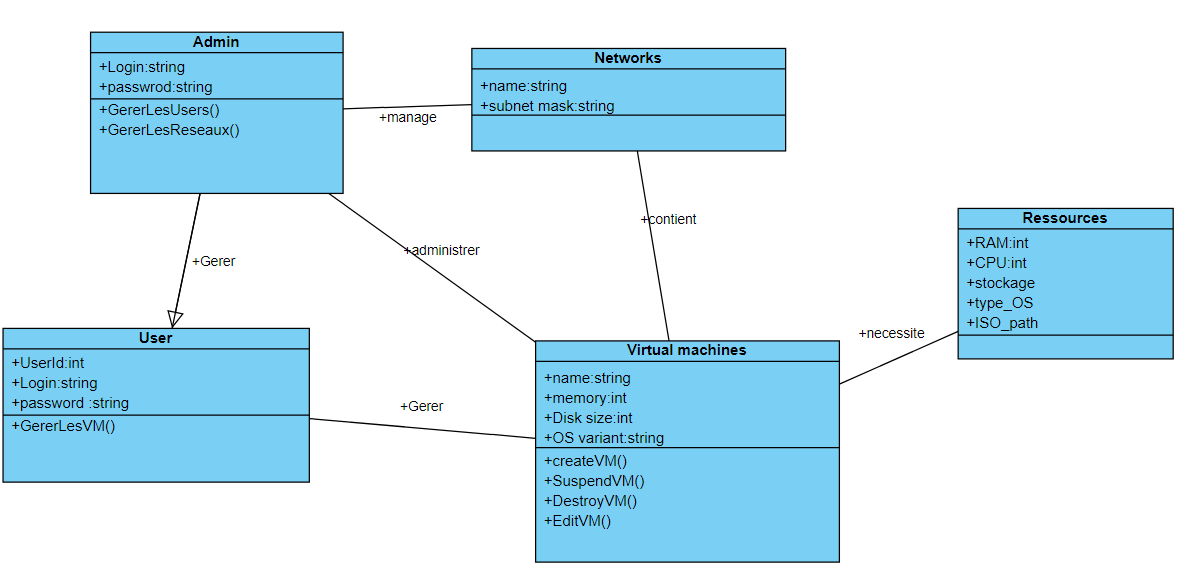 Admin
+Login:string
+passwrod:string
+GererLesUsers()
+GererLesReseaux()
+manage
Networks
+name:string
+subnet mask:string
+contient
+administrer
+Gerer
Ressources
+RAM:int
+CPU:int
+stockage
+type_OS
+ISO_path
+necessite
User
+UserId:int
+Login:string
+password :string
+GererLesVM()
+Gerer
Virtual machines
+name:string
+memory:int
+Disk size:int
+OS variant:string
+createVM()
+SuspendVM()
+DestroyVM()
+EditVM()